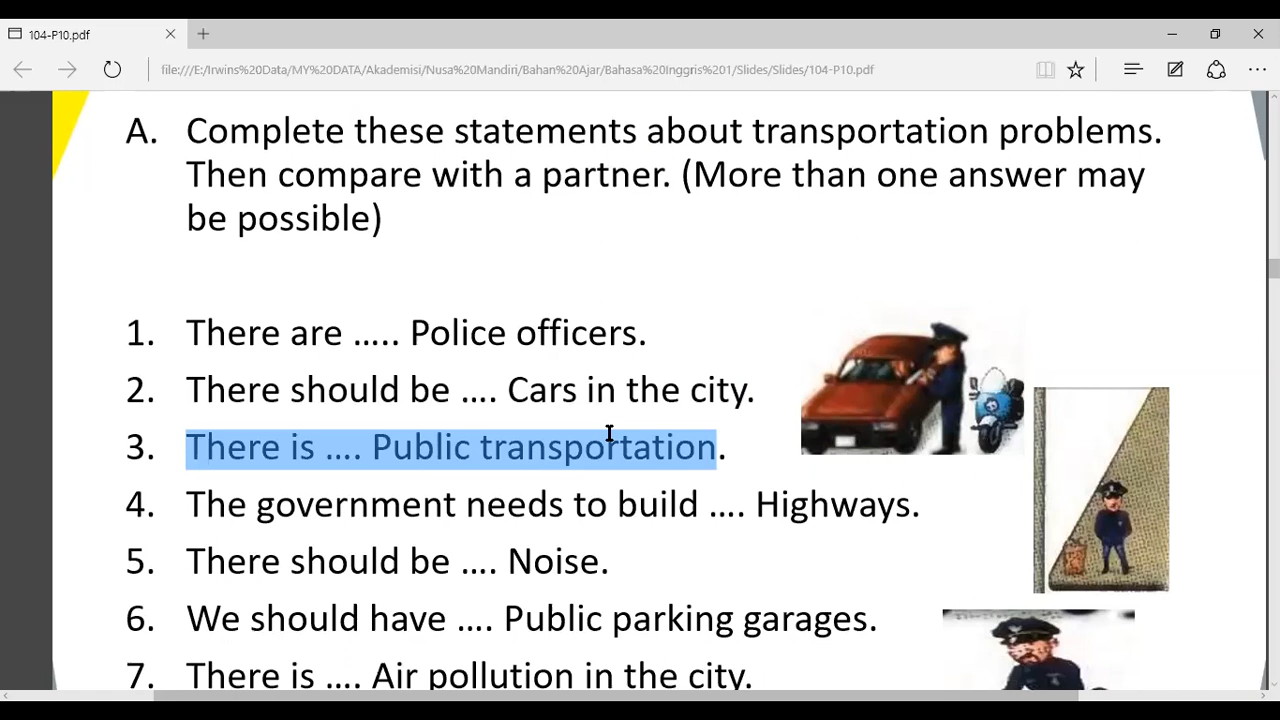 104-P10.pdf
file:///E:/Irwins%20Data/MY%20DATA/Akademisi/Nusa%20Mandiri/Bahan%20Ajar/Bahasa%20Inggris%201/Slides/Slides/104-P10.pdf
A. Complete these statements about transportation problems.
Then compare with a partner. (More than one answer may
be possible)
1. There are ..... Police officers.
2. There should be .... Cars in the city.
3. There is .... Public transportation.
4. The government needs to build .... Highways.
5. There should be .... Noise.
6. We should have .... Public parking garages.
7. There is .... Air pollution in the city.